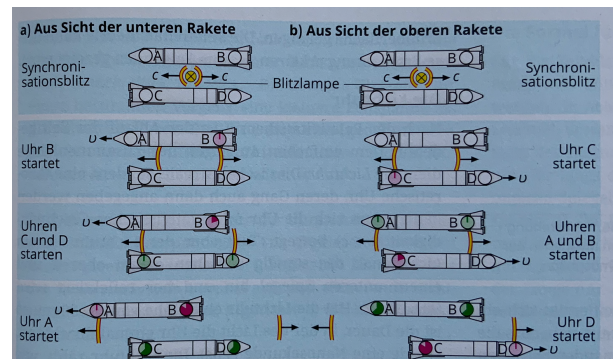 a) Aus Sicht der unteren Rakete
b) Aus Sicht der oberen Rakete
Synchroni-
sationsblitz
A B
c c
C D
Blitzlampe
A B
c c
C D
Synchroni-
sationsblitz
Uhr B
startet
υ A B
C D
A B
C D υ
Uhr C
startet
Uhren
C und D
starten
υ A B
C D
A B
C D υ
Uhren
A und B
starten
Uhr A
startet
υ A B
C D
A B
C D υ
Uhr D
startet